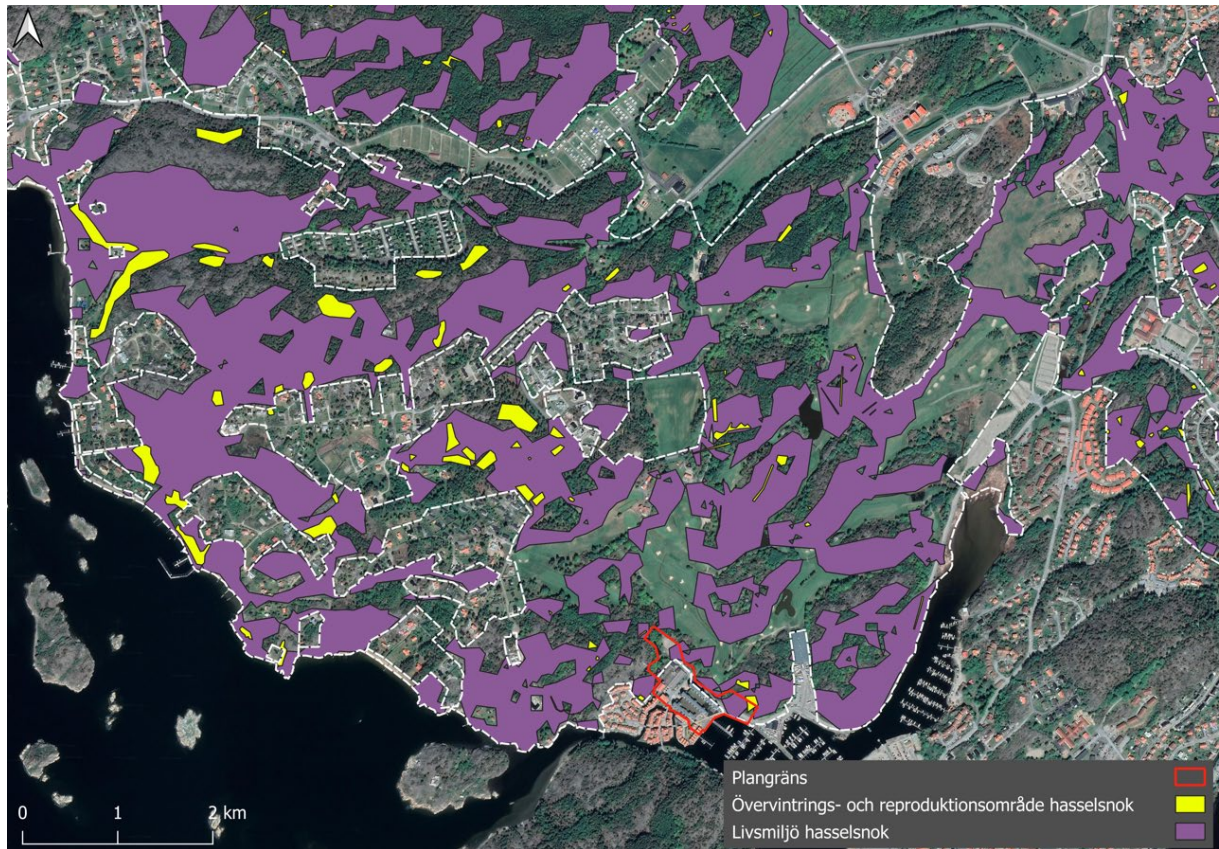 0 1 2 km
Plangräns
Övervintrings- och reproduktionsområde hasselsnok
Livsmiljö hasselsnok